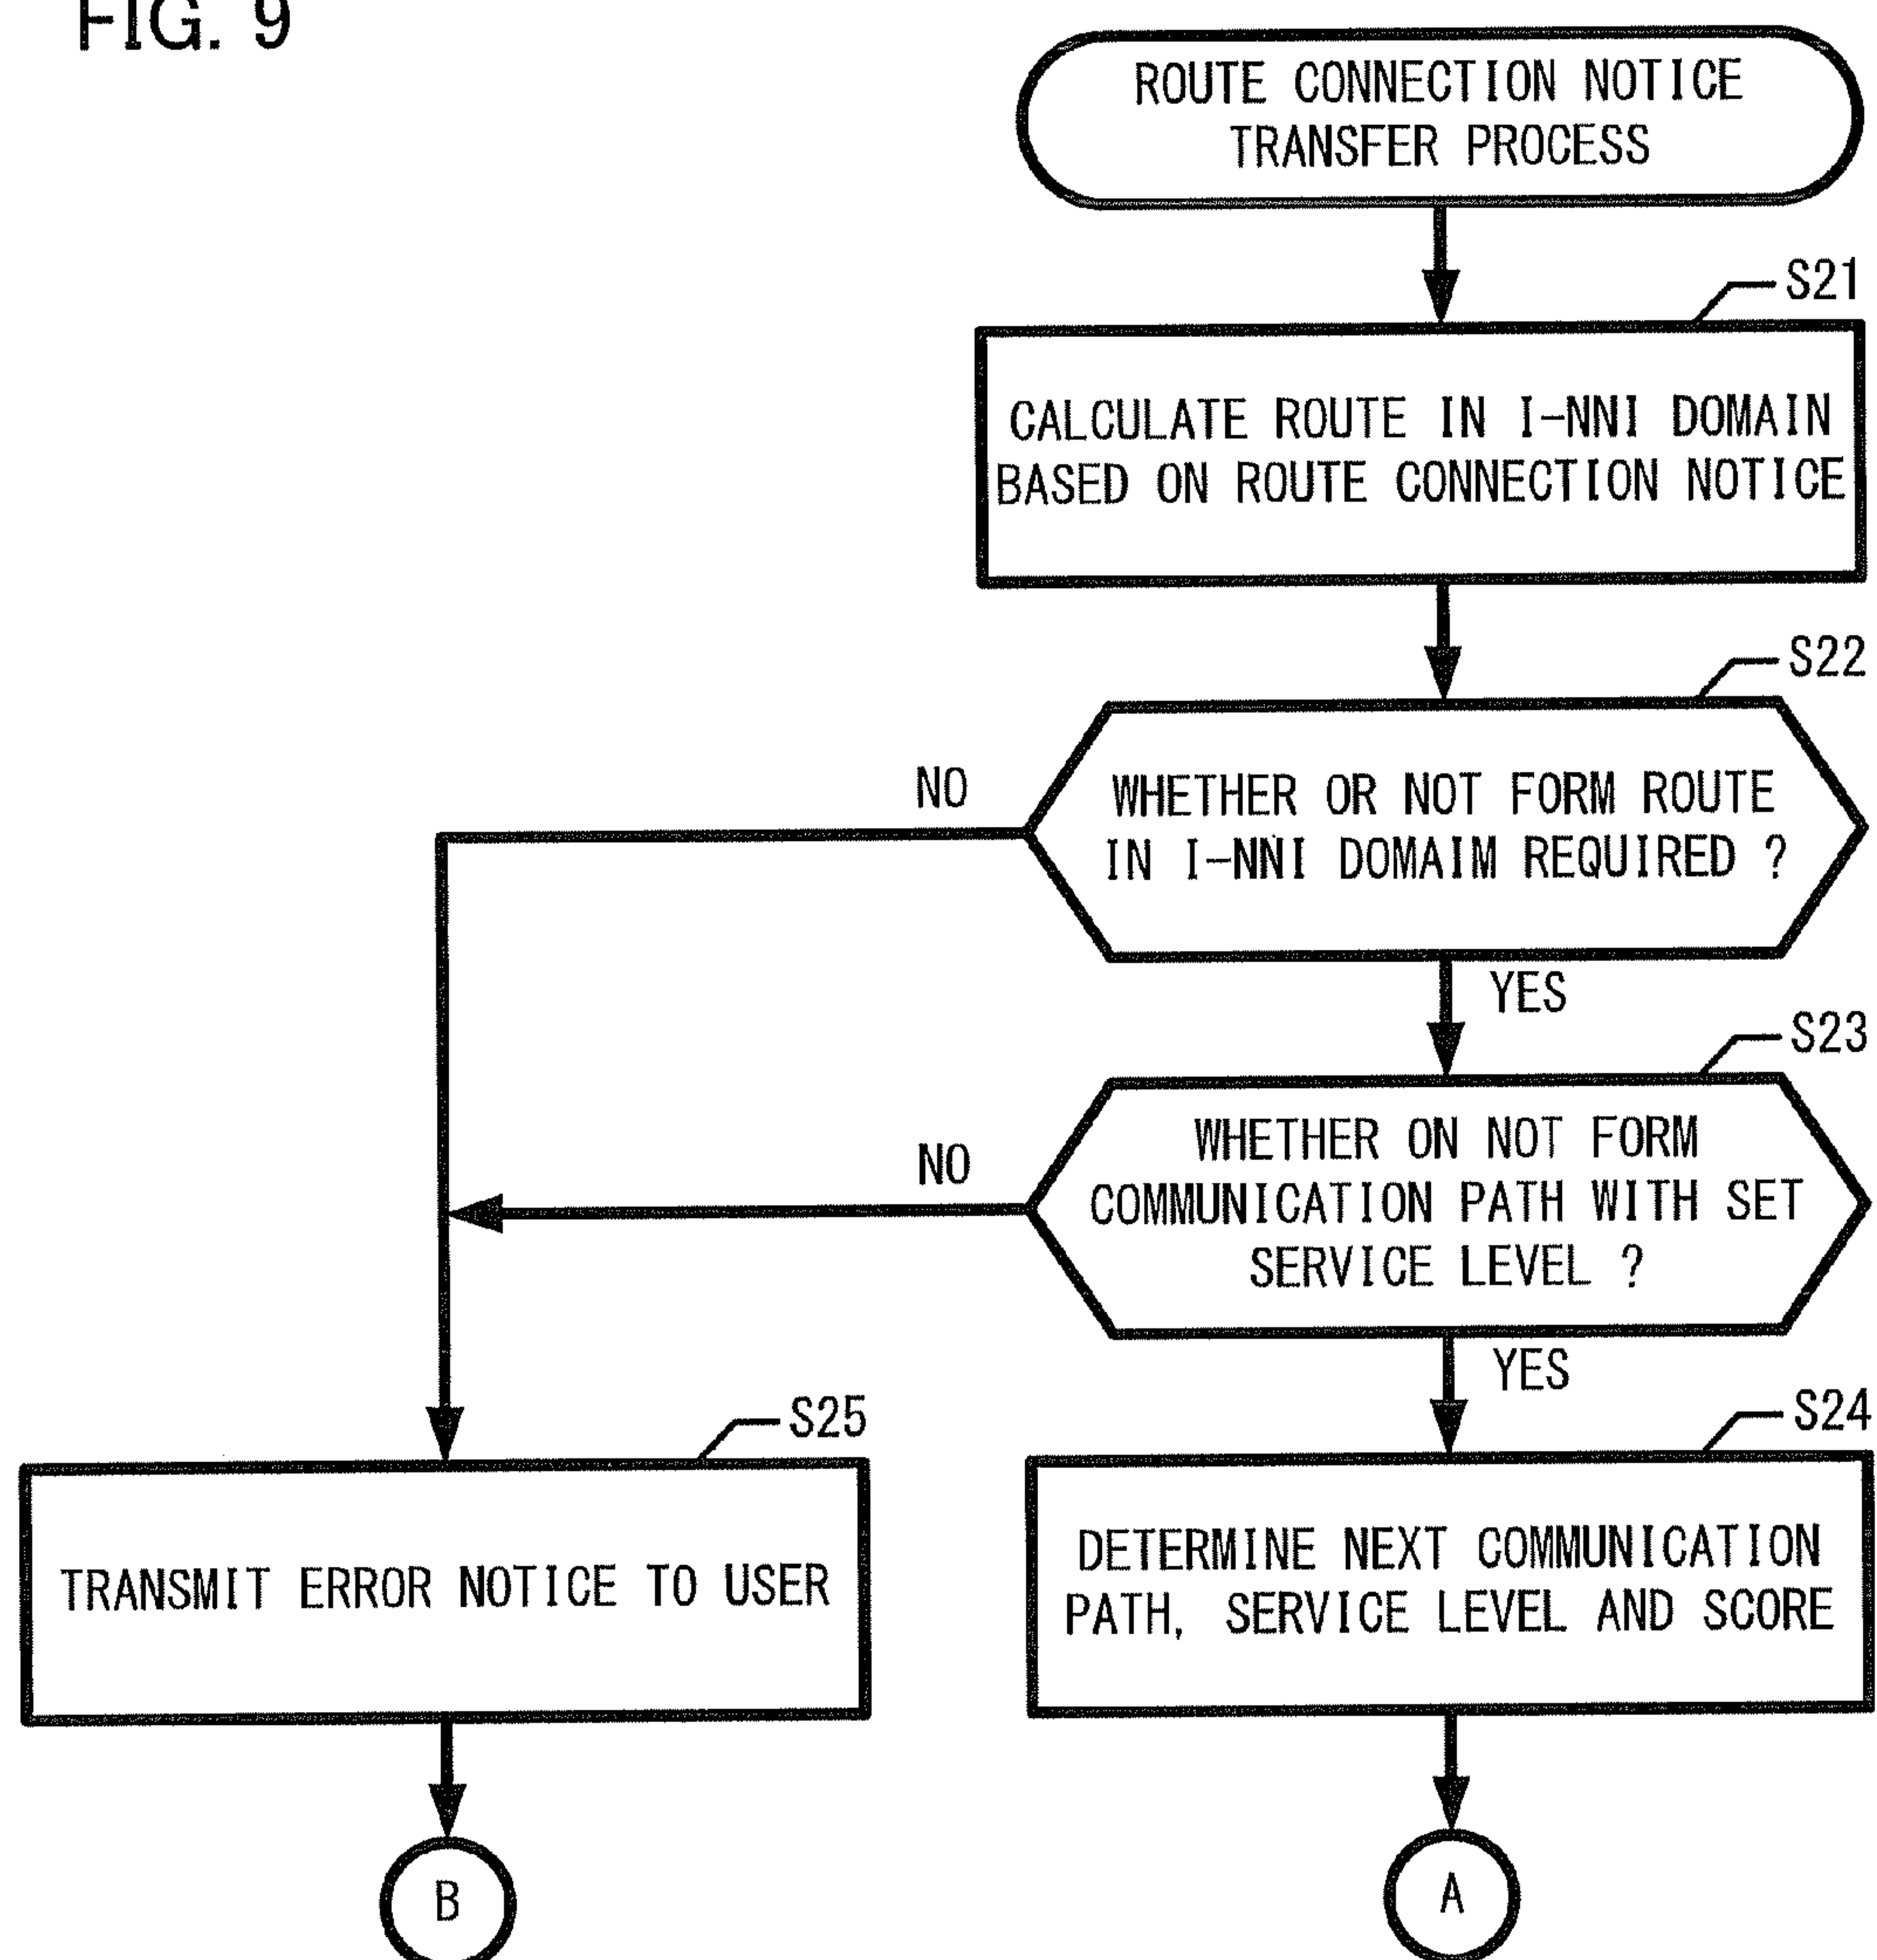 FIG. 9
ROUTE CONNECTION NOTICE
TRANSFER PROCESS
S21
CALCULATE ROUTE IN I-NNI DOMAIN
BASED ON ROUTE CONNECTION NOTICE
S22
NO
WHETHER OR NOT FORM ROUTE
IN I-NNI DOMAIM REQUIRED ?
YES
S23
NO
WHETHER ON NOT FORM
COMMUNICATION PATH WITH SET
SERVICE LEVEL ?
YES
S25
S24
TRANSMIT ERROR NOTICE TO USER
DETERMINE NEXT COMMUNICATION
PATH, SERVICE LEVEL AND SCORE
B
A